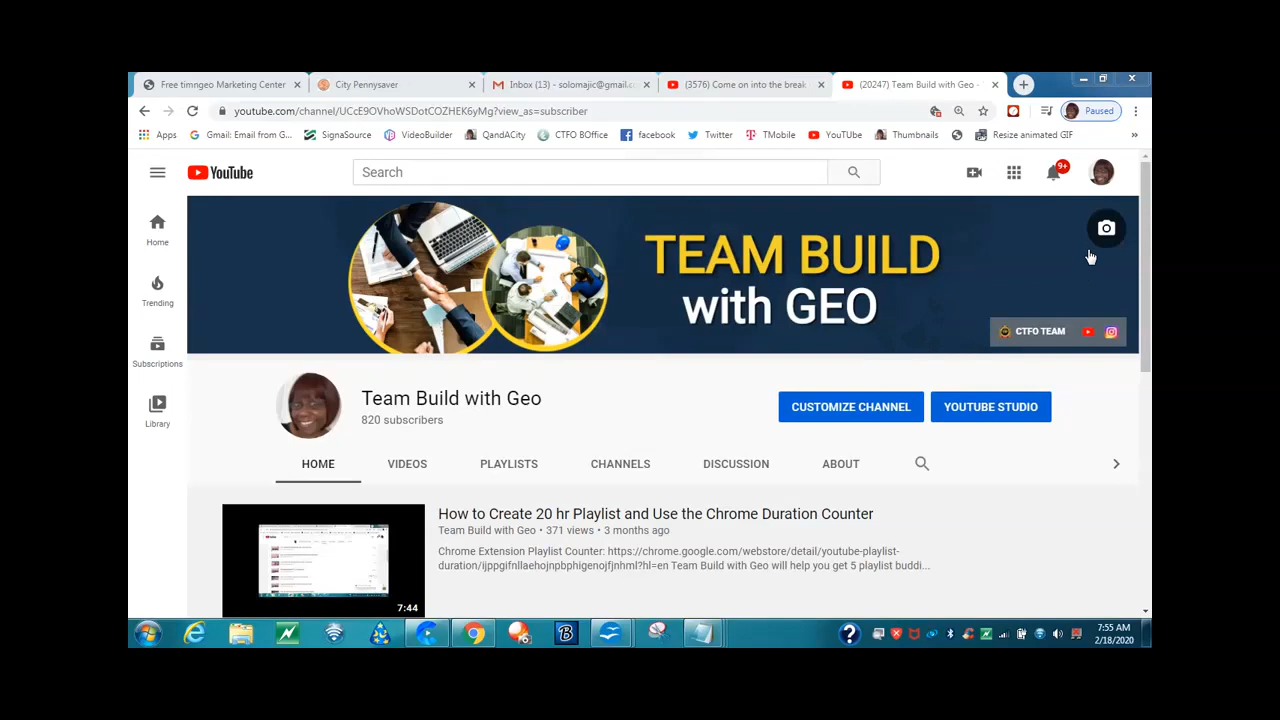 Free timngeo Marketing Center
City Pennysaver
Inbox (13) - solomajic@gmail.c
(3576) Come on into the break
(20247) Team Build with Geo -
youtube.com/channel/UCcE9OVhoWSDotCOZHEK6yMg?view_as=subscriber
Paused
Apps
Gmail: Email from G...
SignaSource
VideoBuilder
QandACity
CTFO BOffice
facebook
Twitter
TMobile
YouTUbe
Thumbnails
Resize animated GIF
»
YouTube
Search
9+
Home
Trending
Subscriptions
Library
TEAM BUILD
with GEO
CTFO TEAM
Team Build with Geo
820 subscribers
CUSTOMIZE CHANNEL
YOUTUBE STUDIO
HOME
VIDEOS
PLAYLISTS
CHANNELS
DISCUSSION
ABOUT
How to Create 20 hr Playlist and Use the Chrome Duration Counter
Team Build with Geo • 371 views • 3 months ago
Chrome Extension Playlist Counter: https://chrome.google.com/webstore/detail/youtube-playlist-
duration/ijppgifnllaehojnpbphigenojfjnhml?hl=en Team Build with Geo will help you get 5 playlist buddi...
7:44
7:55 AM
2/18/2020